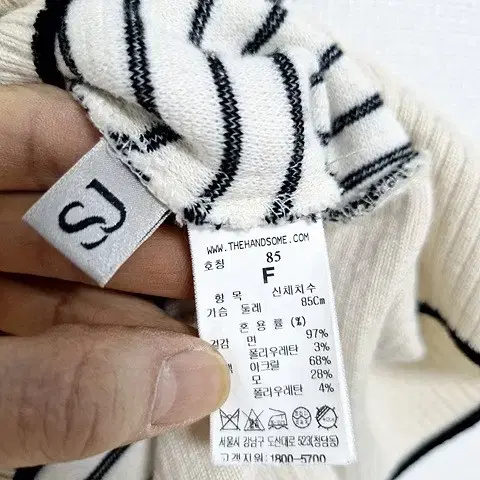 SJ
WWW.THEHANDSOME.COM
호칭 85
F
항 목 신체치수
가슴 둘레 85Cm
혼용률(%)
겉감 면 97%
폴리우레탄 3%
아크릴 68%
모 28%
폴리우레탄 4%
서울시 강남구 도산대로 523(청담동)
고객지원:1800-5700